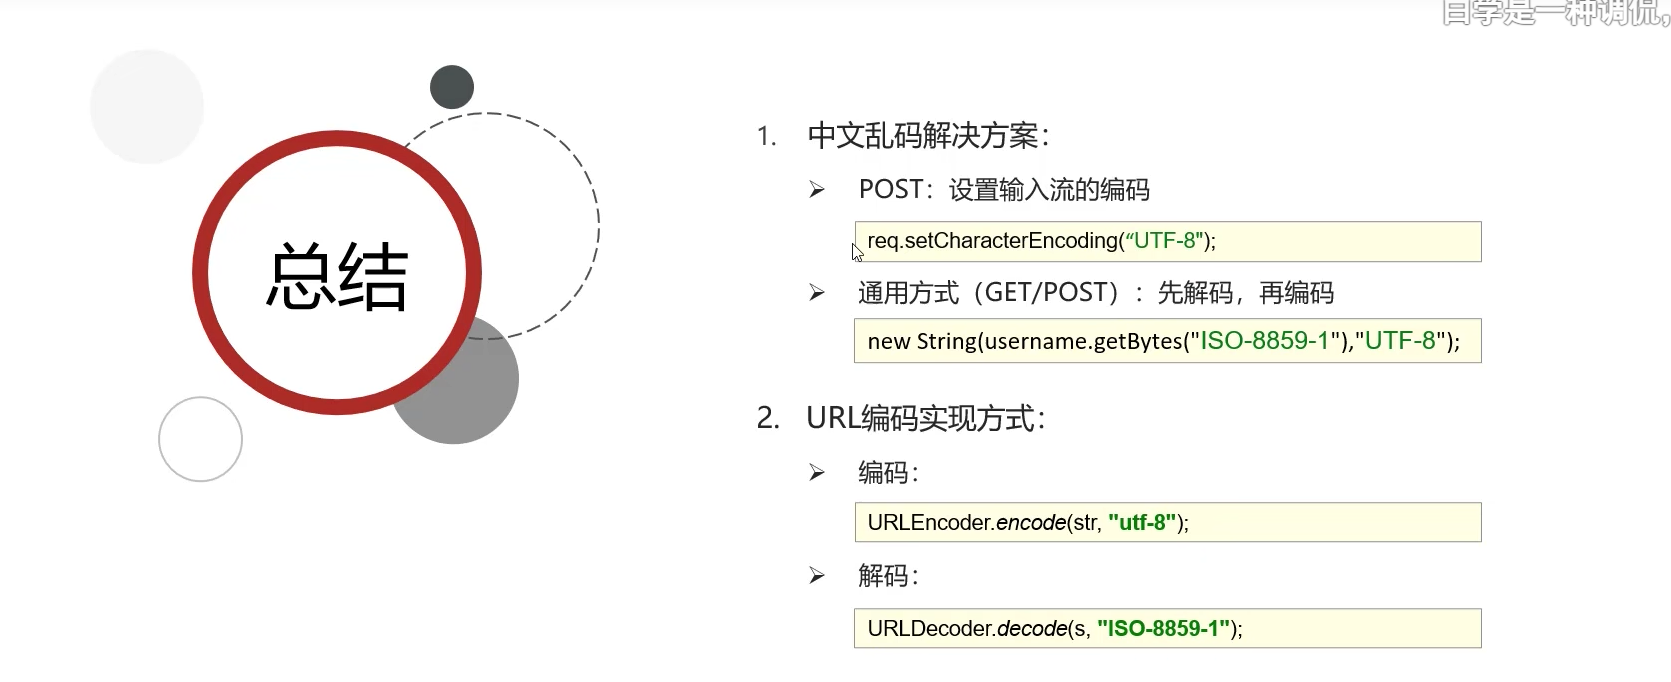 自学是一种调侃，
总结
1. 中文乱码解决方案：
➢ POST：设置输入流的编码
req.setCharacterEncoding(“UTF-8");
➢ 通用方式（GET/POST）：先解码，再编码
new String(username.getBytes("ISO-8859-1"),"UTF-8");
2. URL编码实现方式：
➢ 编码：
URLEncoder.encode(str, "utf-8");
➢ 解码：
URLDecoder.decode(s, "ISO-8859-1");